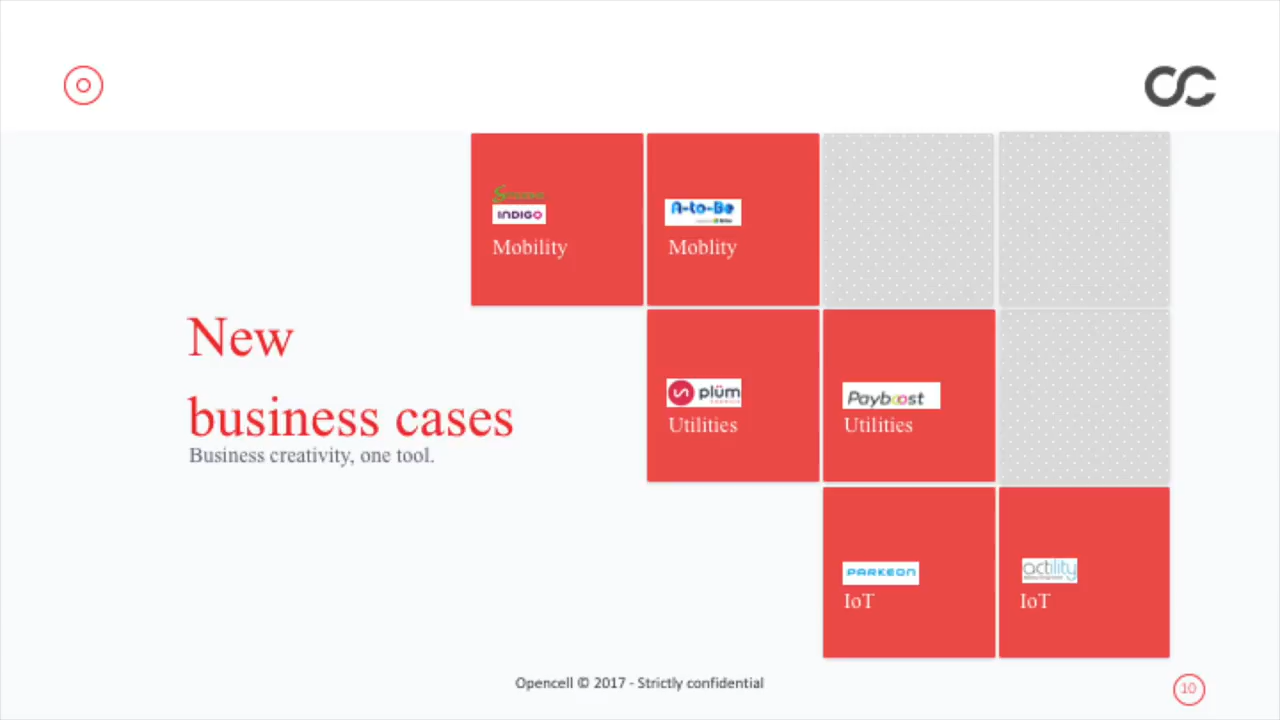 INDIGO
Mobility
A-to-Be
Moblity
New
business cases
Business creativity, one tool.
plüm
Utilities
Payboost
Utilities
PARKEON
IoT
actility
IoT
Opencell © 2017 - Strictly confidential
10